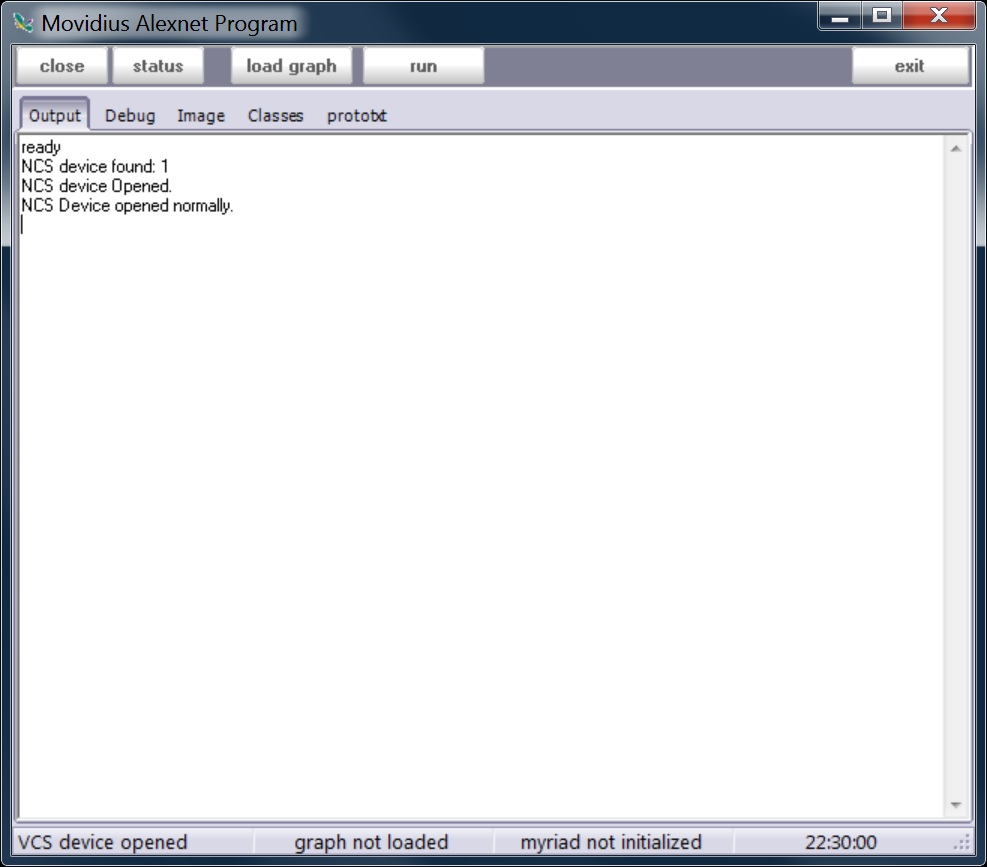 Movidius Alexnet Program
close status load graph run exit
Output Debug Image Classes prototxt
ready
NCS device found: 1
NCS device Opened.
NCS Device opened normally.
VCS device opened graph not loaded myriad not initialized 22:30:00